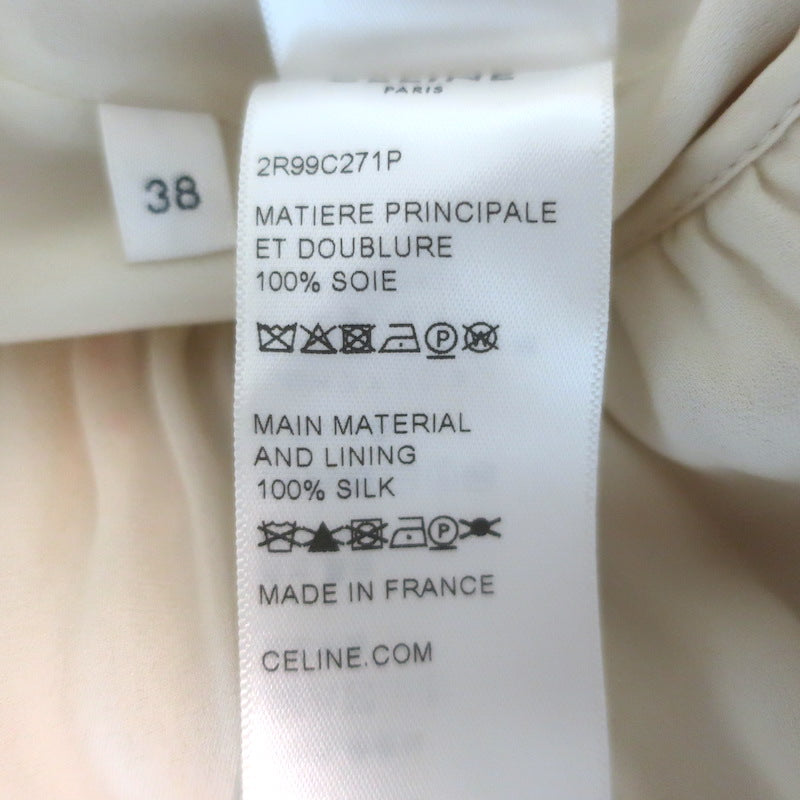 CELINE
PARIS
38
2R99C271P
MATIERE PRINCIPALE
ET DOUBLURE
100% SOIE
P W
MAIN MATERIAL
AND LINING
100% SILK
P
MADE IN FRANCE
CELINE.COM